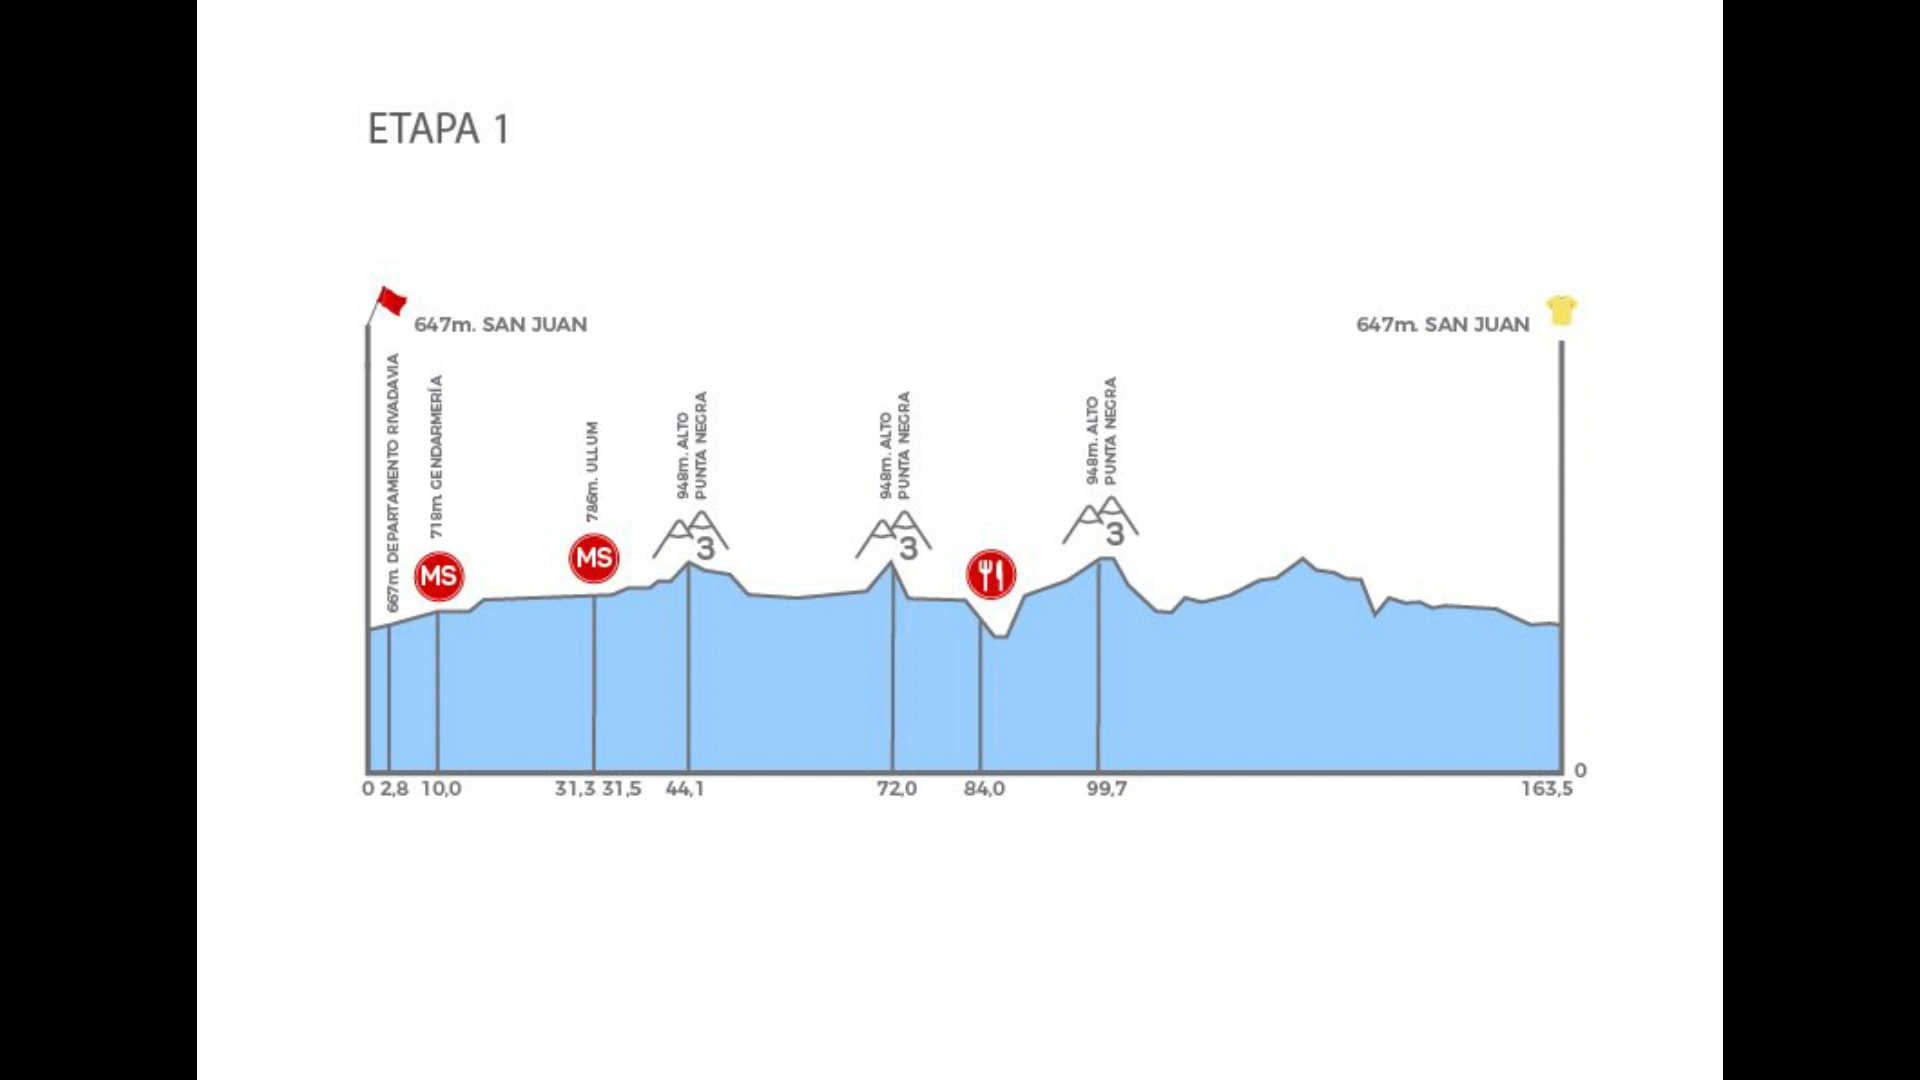 ETAPA 1
647m. SAN JUAN
647m. SAN JUAN
667m. DEPARTAMENTO RIVADAVIA
718m. GENDARMERÍA
786m. ULLUM
948m. ALTO
PUNTA NEGRA
948m. ALTO
PUNTA NEGRA
948m. ALTO
PUNTA NEGRA
MS
MS
3
3
3
0
0 2,8 10,0 31,3 31,5 44,1 72,0 84,0 99,7 163,5